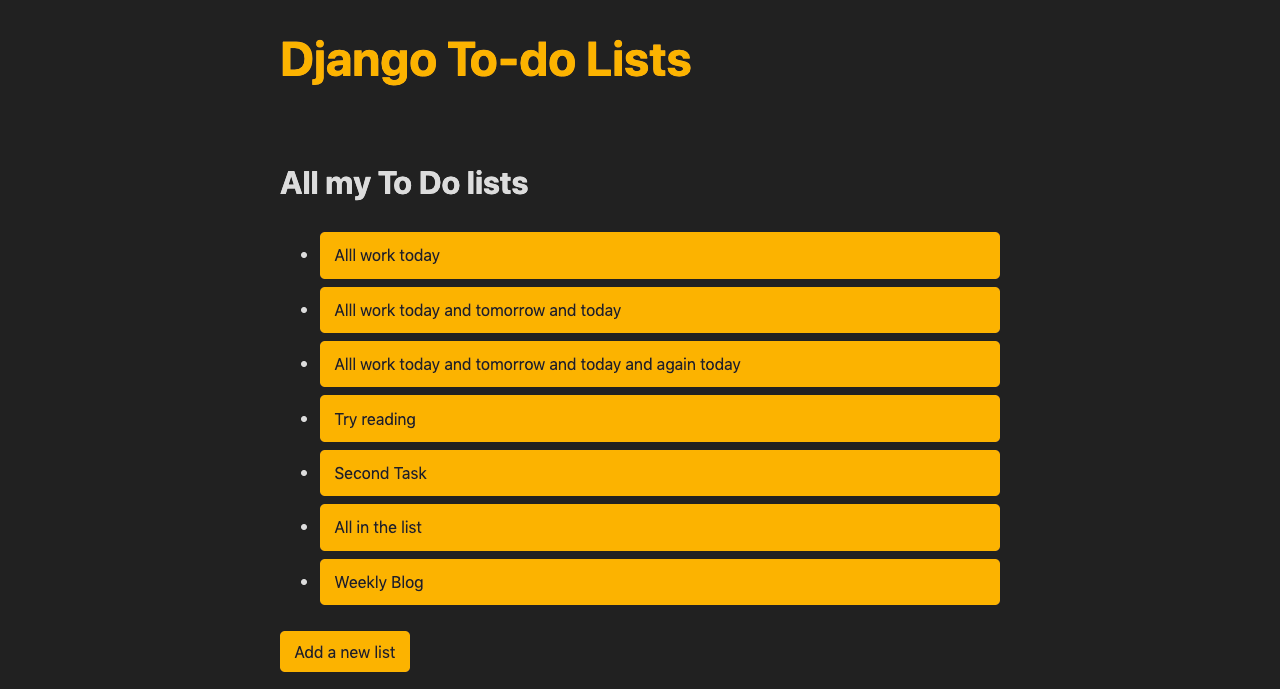 Django To-do Lists
All my To Do lists
Alll work today
Alll work today and tomorrow and today
Alll work today and tomorrow and today and again today
Try reading
Second Task
All in the list
Weekly Blog
Add a new list